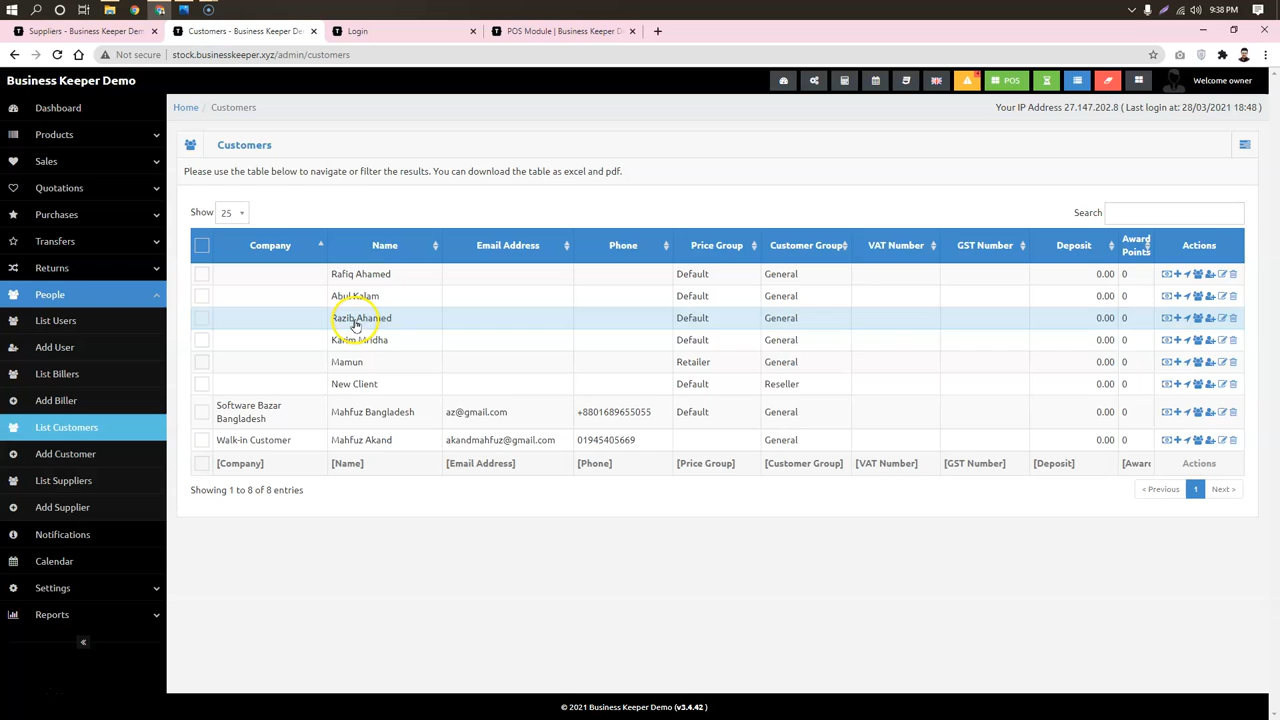 9:38 PM
Suppliers - Business Keeper Dem
Customers - Business Keeper Dem
Login
POS Module | Business Keeper D
Not secure | stock.businesskeeper.xyz/admin/customers
Business Keeper Demo
POS
Welcome owner
Dashboard
Products
Sales
Quotations
Purchases
Transfers
Returns
People
List Users
Add User
List Billers
Add Biller
List Customers
Add Customer
List Suppliers
Add Supplier
Notifications
Calendar
Settings
Reports
Home / Customers
Your IP Address 27.147.202.8 ( Last login at: 28/03/2021 18:48 )
Customers
Please use the table below to navigate or filter the results. You can download the table as excel and pdf.
Show 25
Search
Company Name Email Address Phone Price Group Customer Group VAT Number GST Number Deposit Award Points Actions
Rafiq Ahamed Default General 0.00 0
Abul Kalam Default General 0.00 0
Razib Ahamed Default General 0.00 0
Karim Mridha Default General 0.00 0
Mamun Retailer General 0.00 0
New Client Default Reseller 0.00 0
Software Bazar Bangladesh Mahfuz Bangladesh az@gmail.com +8801689655055 Default General 0.00 0
Walk-in Customer Mahfuz Akand akandmahfuz@gmail.com 01945405669 General 0.00 0
[Company] [Name] [Email Address] [Phone] [Price Group] [Customer Group] [VAT Number] [GST Number] [Deposit] [Awarc Actions
Showing 1 to 8 of 8 entries
< Previous 1 Next >
© 2021 Business Keeper Demo (v3.4.42 )